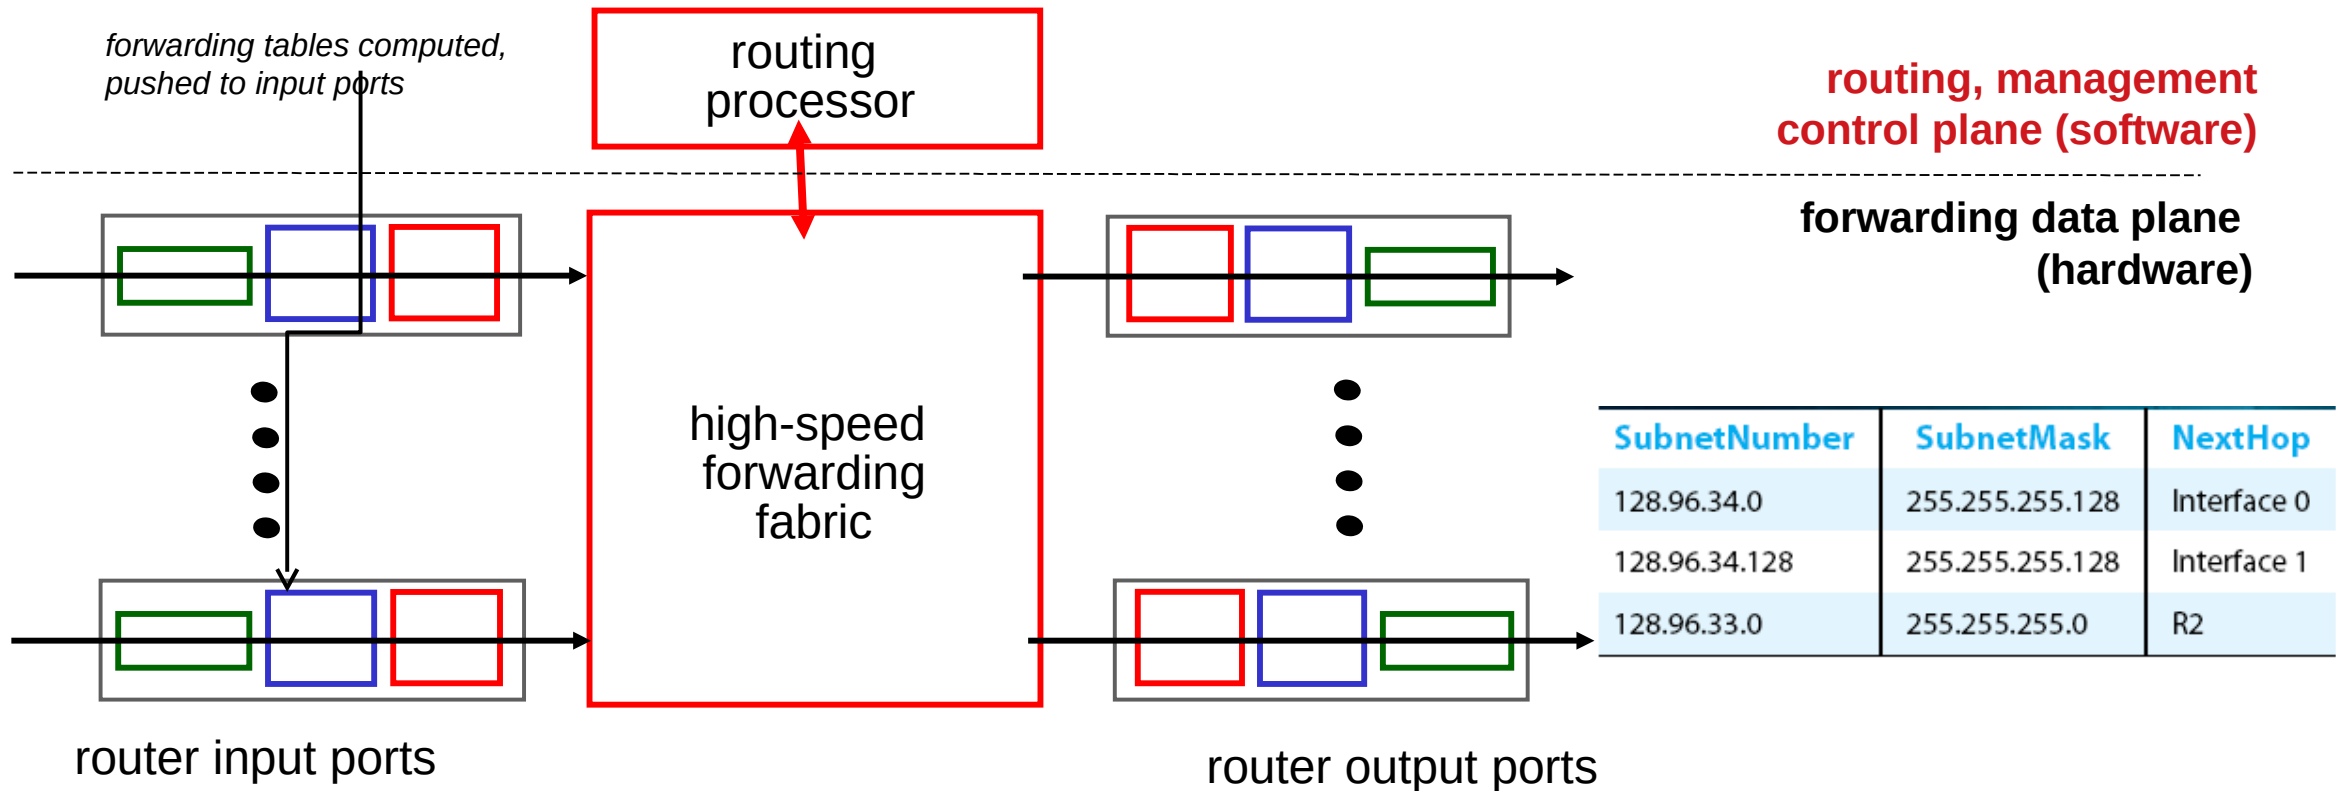 forwarding tables computed,
pushed to input ports
routing
processor
routing, management
control plane (software)
forwarding data plane
(hardware)
high-speed
forwarding
fabric
SubnetNumber SubnetMask NextHop
128.96.34.0 255.255.255.128 Interface 0
128.96.34.128 255.255.255.128 Interface 1
128.96.33.0 255.255.255.0 R2
router input ports
router output ports